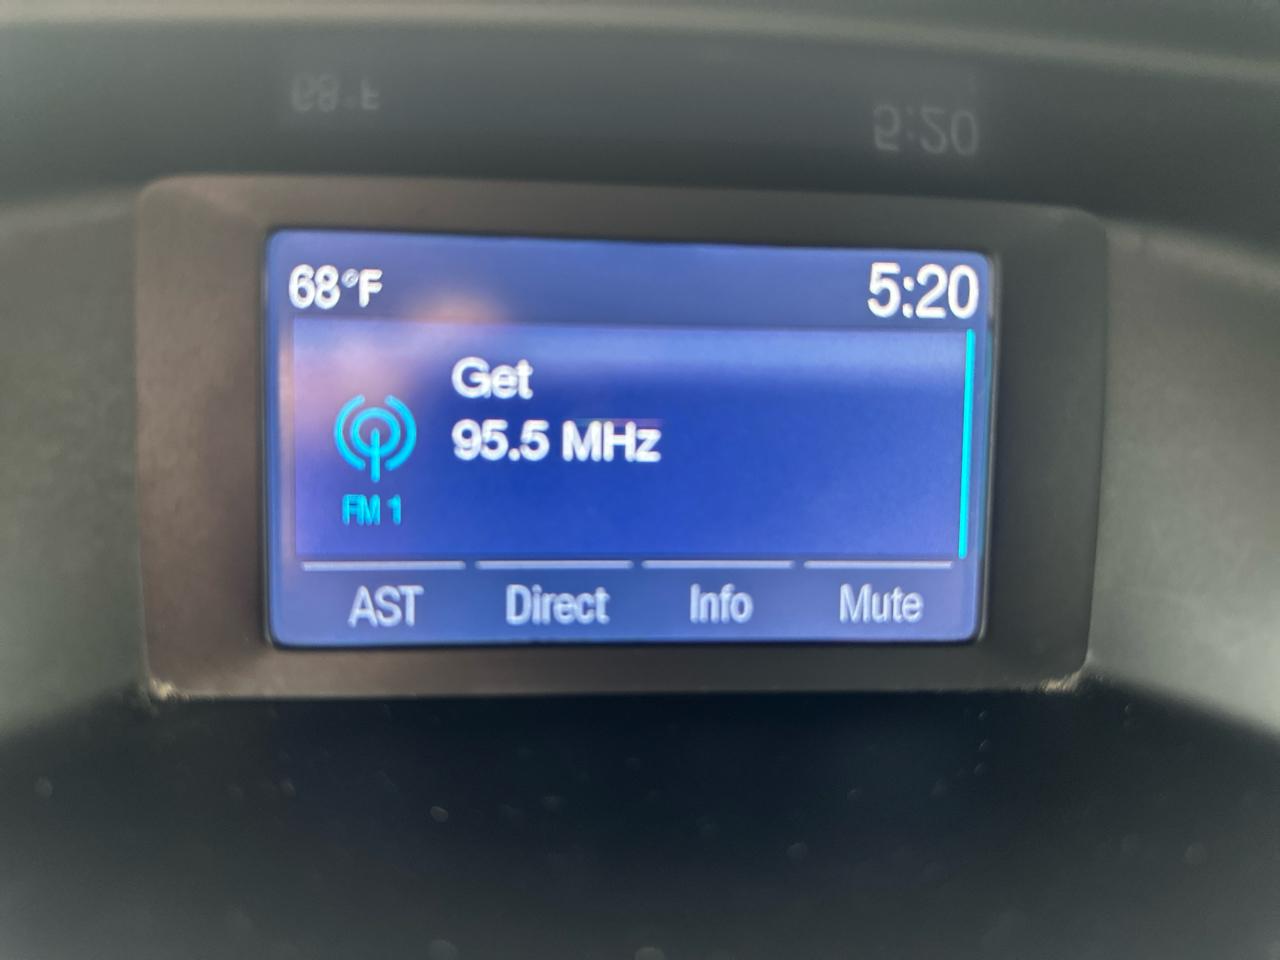 68°F
5:20
Get
95.5 MHz
FM 1
AST
Direct
Info
Mute